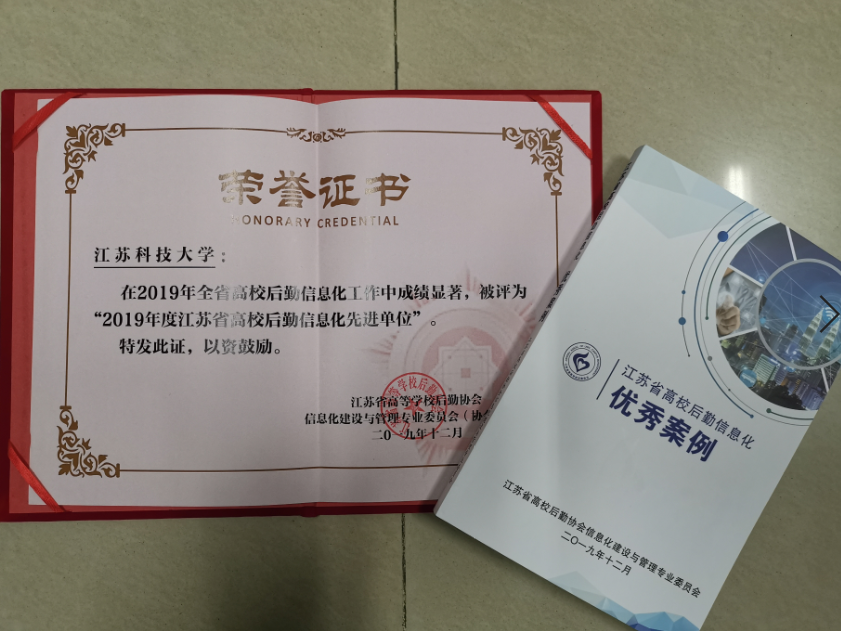 荣誉证书
HONORARY CREDENTIAL
江苏科技大学：
在2019年全省高校后勤信息化工作中成绩显著，被评为
“2019年度江苏省高校后勤信息化先进单位”。
特发此证，以资鼓励。
江苏省高等学校后勤协会
信息化建设与管理专业委员会（协
二〇一九年十二月
江苏省高校后勤信息化
优秀案例
江苏省高校后勤协会信息化建设与管理专业委员会
二〇一九年十二月